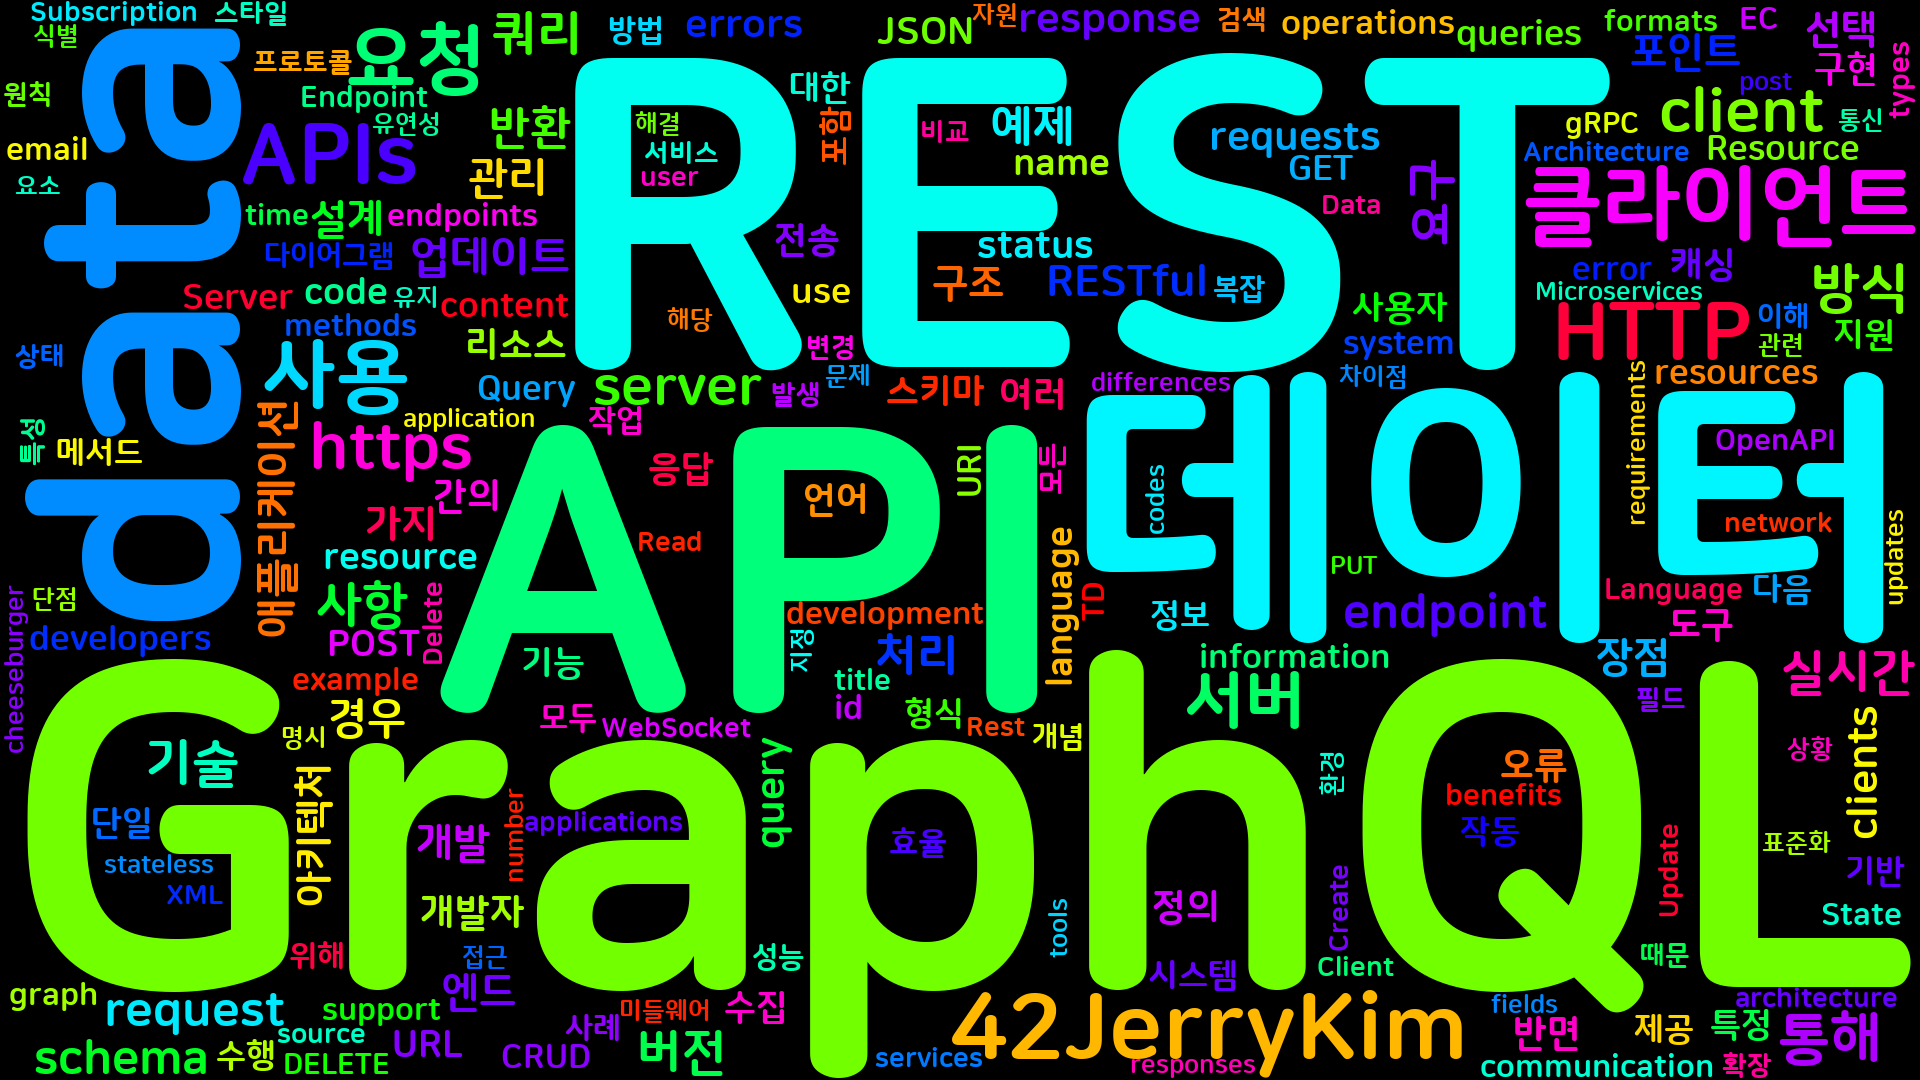 Subscription 스타일
식별
프로토콜
원칙
Endpoint
유연성
요청
쿼리
방법
errors
JSON
자원
response
검색
operations
queries
formats
EC
선택
포인트
구현
types
post
client
통신
gRPC
Architecture
Resource
data
email
요소
APIs
반환
관리
REST
해결
서비스
user
대한
포함
비교
예제
name
requests
GET
Data
구여
클라이언트
time
설계
endpoints
다이어그램
업데이트
전송
status
구조
RESTful
복잡
error
캐싱
Microservices
방식
Server
code
유지
content
use
사용자
HTTP
이해
관련
지원
methods
리소스
해당
변경
system
상태
사용
Query
server
발생
문제
스키마
여러
differences
차이점
resources
requirements
application
작업
특성
메서드
https
애플리케이션
간의
가지
API
응답
언어
URI
모든
데이터
codes
OpenAPI
network
updates
resource
Read
language
PUT
TD
Language
다음
단점
cheeseburger
developers
사항
Delete
POST
development
정보
endpoint
도구
기능
지정
처리
information
장점
실시간
example
title
id
형식
Rest
개념
서버
필드
경우
모두
WebSocket
명시
GraphQL
기술
query
환경
오류
benefits
상황
clients
단일
아키텍처
number
applications
개발
효율
작동
표준화
stateless
XML
기반
개발자
정의
Create
Update
State
tools
위해
접근
성능
시스템
Client
때문
graph
request
support
엔드
미들웨어
수집
42JerryKim
fields
architecture
source
사례
반면
제공
특정
통해
schema
수행
DELETE
URL
CRUD
버전
services
responses
communication
확장